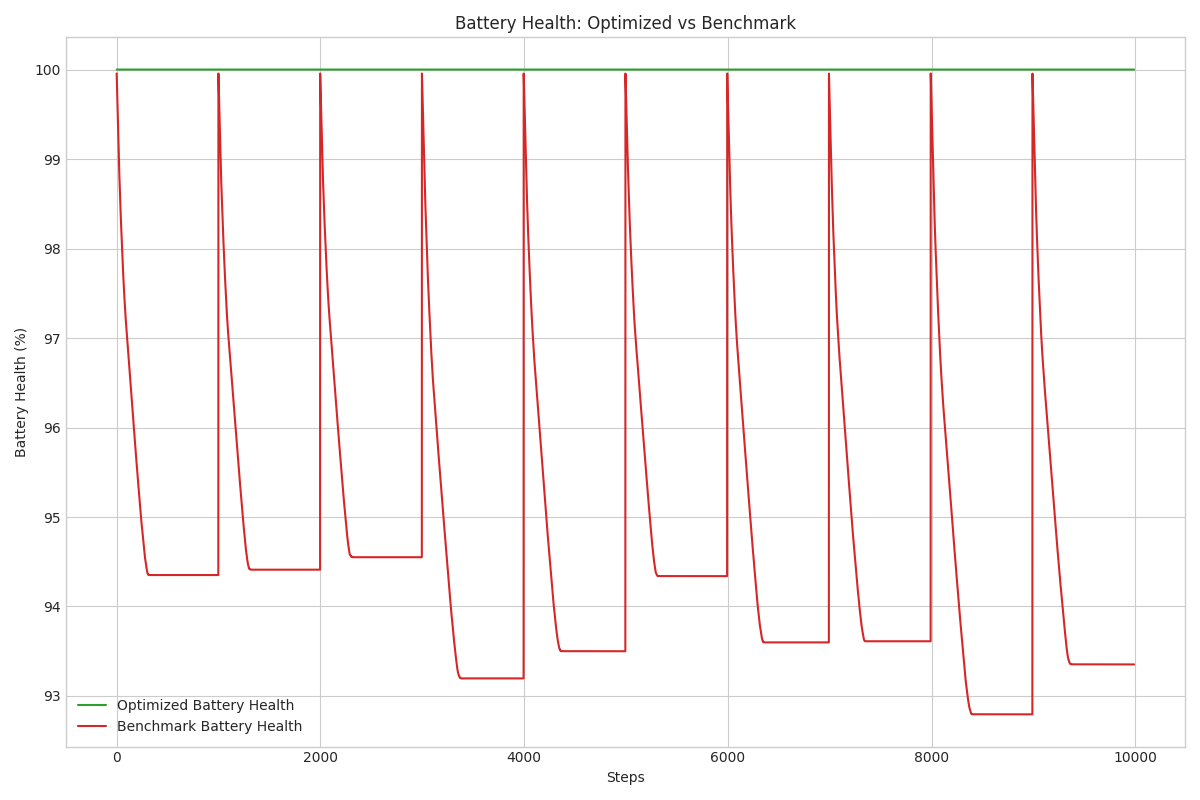 Battery Health: Optimized vs Benchmark
100
99
98
97
96
95
94
93
Battery Health (%)
Optimized Battery Health
Benchmark Battery Health
0 2000 4000 6000 8000 10000
Steps